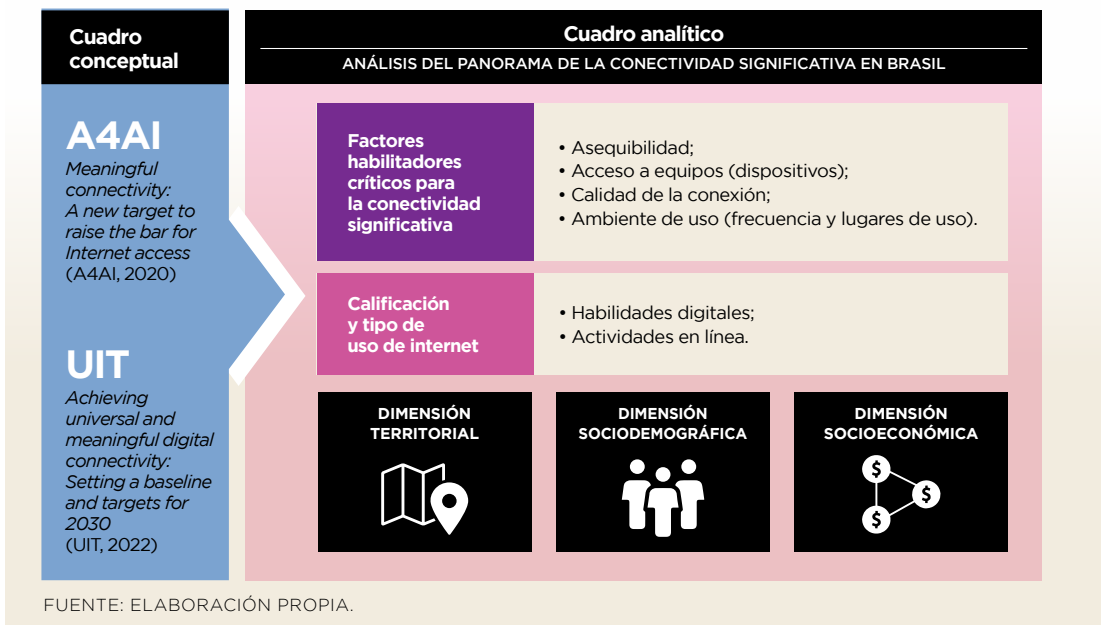 Cuadro
conceptual
Cuadro analítico
ANÁLISIS DEL PANORAMA DE LA CONECTIVIDAD SIGNIFICATIVA EN BRASIL
A4AI
Meaningful
connectivity:
A new target to
raise the bar for
Internet access
(A4AI, 2020)
UIT
Achieving
universal and
meaningful digital
connectivity:
Setting a baseline
and targets for
2030
(UIT, 2022)
Factores
habilitadores
críticos para
la conectividad
significativa
• Asequibilidad;
• Acceso a equipos (dispositivos);
• Calidad de la conexión;
• Ambiente de uso (frecuencia y lugares de uso).
Calificación
y tipo de
uso de internet
• Habilidades digitales;
• Actividades en línea.
DIMENSIÓN
TERRITORIAL
DIMENSIÓN
SOCIODEMOGRÁFICA
DIMENSIÓN
SOCIOECONÓMICA
$
$
$
FUENTE: ELABORACIÓN PROPIA.